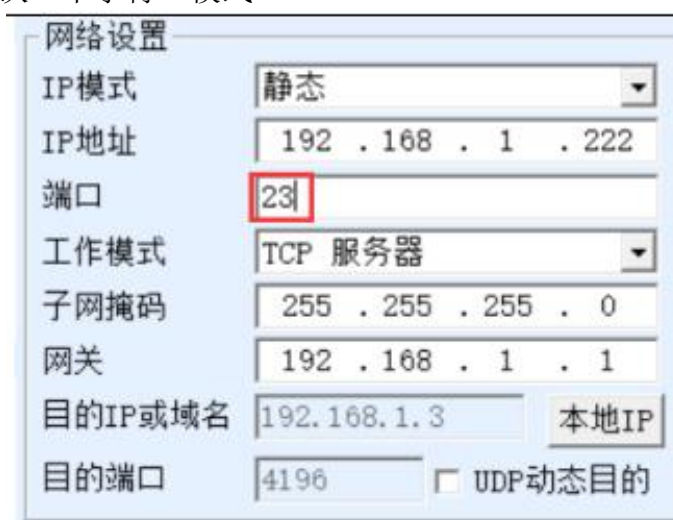 网络设置
IP模式 静态
IP地址 192 . 168 . 1 . 222
端口 23
工作模式 TCP 服务器
子网掩码 255 . 255 . 255 . 0
网关 192 . 168 . 1 . 1
目的IP或域名 192.168.1.3 本地IP
目的端口 4196 UDP动态目的